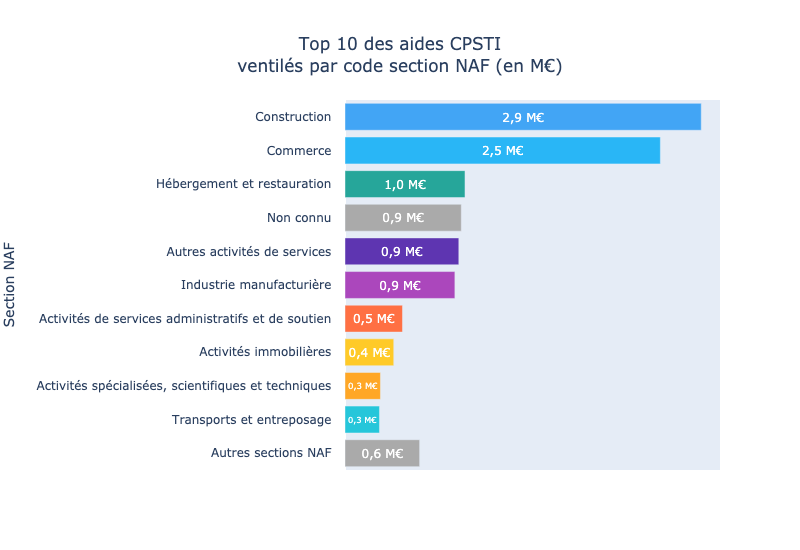 Top 10 des aides CPSTI
ventilés par code section NAF (en M€)
Section NAF
Construction 2,9 M€
Commerce 2,5 M€
Hébergement et restauration 1,0 M€
Non connu 0,9 M€
Autres activités de services 0,9 M€
Industrie manufacturière 0,9 M€
Activités de services administratifs et de soutien 0,5 M€
Activités immobilières 0,4 M€
Activités spécialisées, scientifiques et techniques 0,3 M€
Transports et entreposage 0,3 M€
Autres sections NAF 0,6 M€